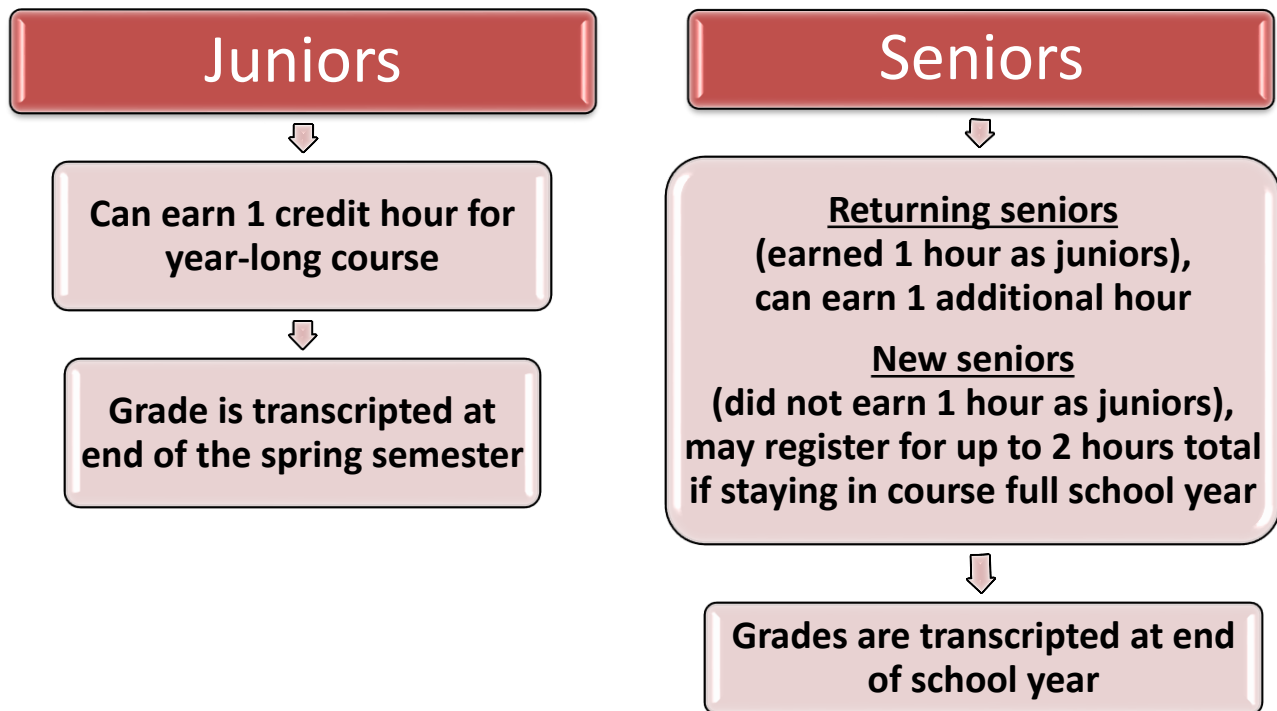 Juniors
Can earn 1 credit hour for
year-long course
Grade is transcripted at
end of the spring semester
Seniors
Returning seniors
(earned 1 hour as juniors),
can earn 1 additional hour
New seniors
(did not earn 1 hour as juniors),
may register for up to 2 hours total
if staying in course full school year
Grades are transcripted at end
of school year